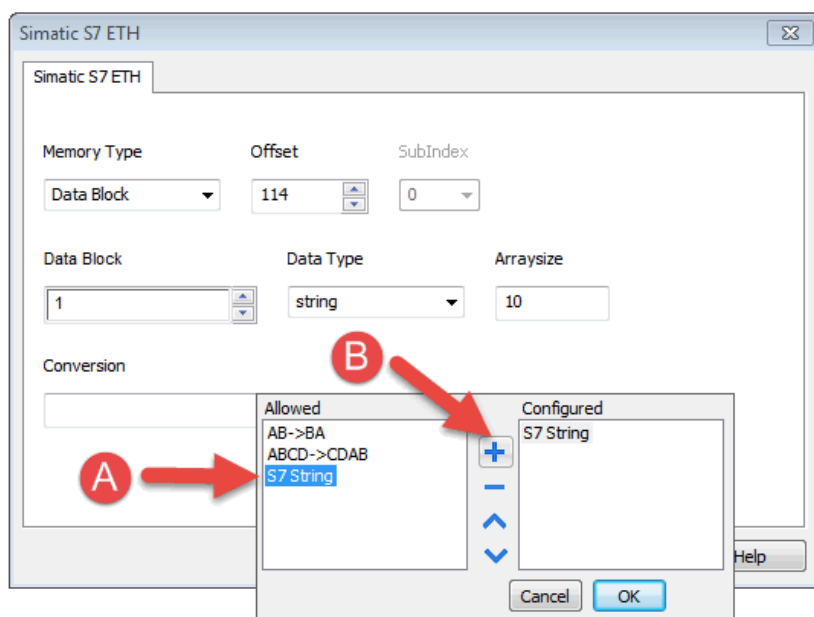 Simatic S7 ETH
Simatic S7 ETH
Memory Type Offset SubIndex
Data Block 114 0
Data Block Data Type Arraysize
1 string 10
B
Conversion
Allowed Configured
AB->BA S7 String
ABCD->CDAB
A S7 String
Help
Cancel OK